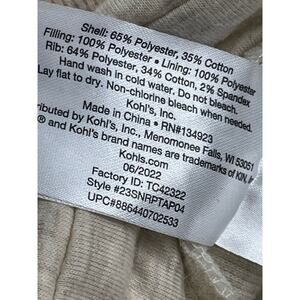 Shell: 65% Polyester, 35% Cotton
Filling: 100% Polyester • Lining: 100% Polyester
Rib: 64% Polyester, 34% Cotton, 2% Spandex
Hand wash in cold water. Do not bleach.
Lay flat to dry. Non-chlorine bleach when needed.
Kohl's, Inc.
Made in China • RN#134923
Distributed by Kohl's, Inc., Menomonee Falls, WI 53051
® and Kohl's brand names are trademarks of KIN, Inc.
Kohls.com
06/2022
Factory ID: TC42322
Style #23SNRPTAP04
UPC#886440702533